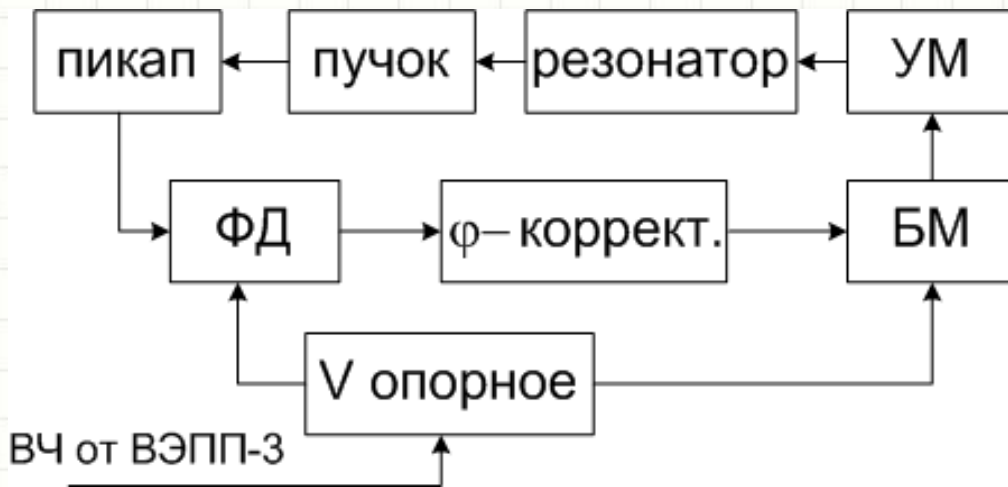 пикап пучок резонатор УМ
ФД φ– коррект. БМ
V опорное
ВЧ от ВЭПП-3